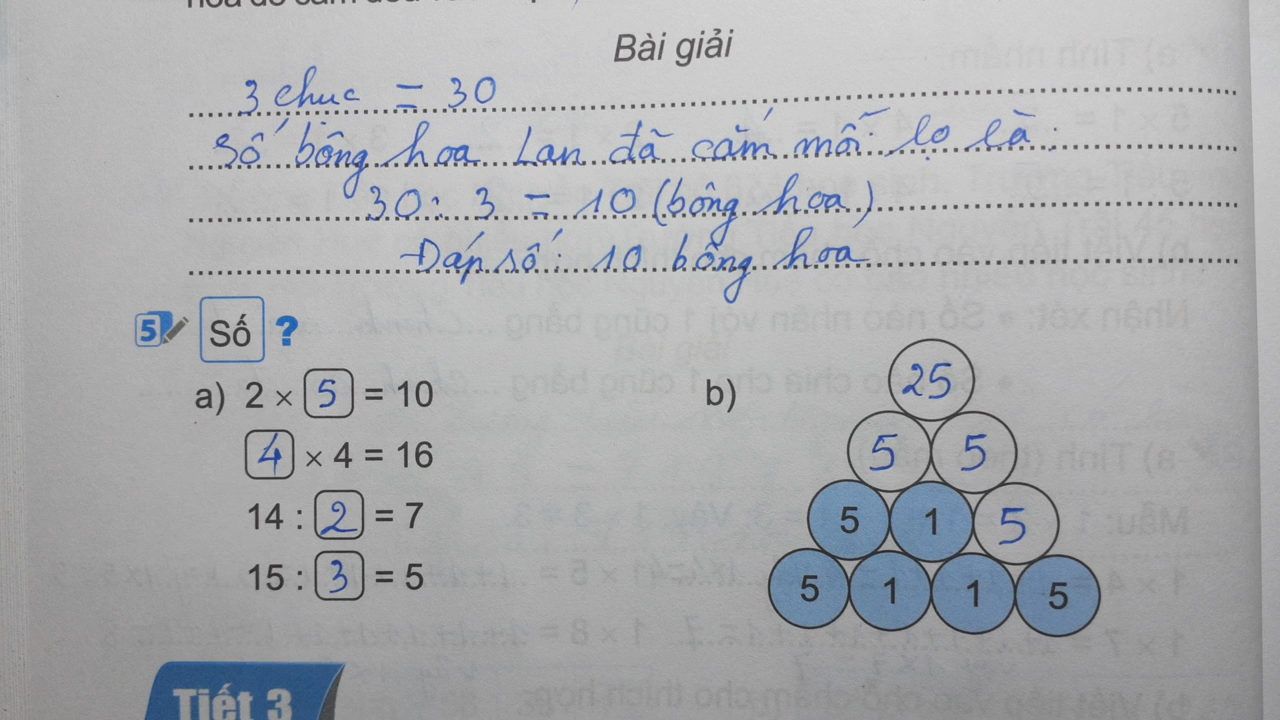 Bài giải
3 chục = 30
Số bông hoa Lan đã cắm mỗi lọ là:
30 : 3 = 10 (bông hoa)
Đáp số: 10 bông hoa
5 Số ?
a) 2 × 5 = 10
4 × 4 = 16
14 : 2 = 7
15 : 3 = 5
b)
25
5 5
5 1 5
5 1 1 5
Tiết 3